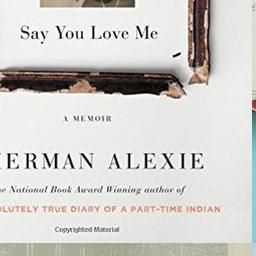 Say You Love Me
A MEMOIR
HERMAN ALEXIE
he National Book Award Winning author of
OLUTELY TRUE DIARY OF A PART-TIME INDIAN
Copyrighted Material